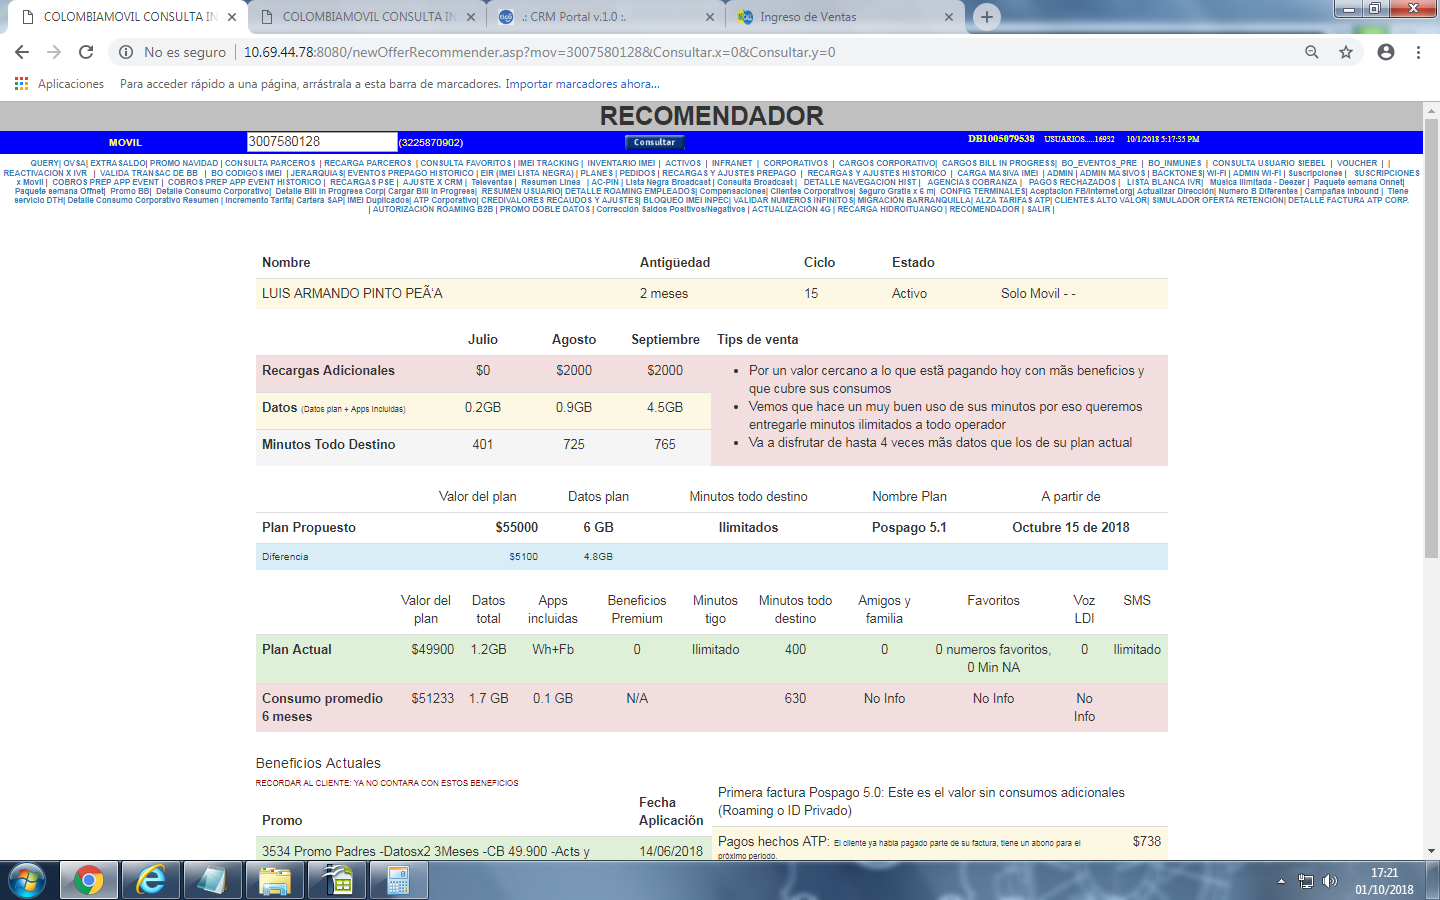 COLOMBIAMOVIL CONSULTA IN
COLOMBIAMOVIL CONSULTA IN
.: CRM Portal v.1.0 :.
Ingreso de Ventas
No es seguro | 10.69.44.78:8080/newOfferRecommender.asp?mov=3007580128&Consultar.x=0&Consultar.y=0
Aplicaciones Para acceder rápido a una página, arrástrala a esta barra de marcadores. Importar marcadores ahora...
RECOMENDADOR
MOVIL 3007580128 (3225870902) Consultar DB1005079538 USUARIOS.....16932 10/1/2018 5:17:35 PM
QUERY| OVSA| EXTRASALDO| PROMO NAVIDAD | CONSULTA PARCEROS | RECARGA PARCEROS | CONSULTA FAVORITOS | IMEI TRACKING | INVENTARIO IMEI | ACTIVOS | INFRANET | CORPORATIVOS | CARGOS CORPORATIVO| CARGOS BILL IN PROGRESS| BO_EVENTOS_PRE | BO_INMUNES | CONSULTA USUARIO SIEBEL | VOUCHER | |
REACTIVACION X IVR | VALIDA TRANSAC DE BB | BO CODIGOS IMEI | JERARQUIAS| EVENTOS PREPAGO HISTORICO | EIR (IMEI LISTA NEGRA) | PLANES | PEDIDOS | RECARGAS Y AJUSTES PREPAGO | RECARGAS Y AJUSTES HISTORICO | CARGA MASIVA IMEI | ADMIN | ADMIN MASIVOS | BACKTONES| WI-FI | ADMIN WI-FI | Suscripciones | SUSCRIPCIONES
x Movil | COBROS PREP APP EVENT | COBROS PREP APP EVENT HISTORICO | RECARGAS PSE | AJUSTE X CRM | Televentas | Resumen Linea | AC-PIN | Lista Negra Broadcast | Consulta Broadcast | DETALLE NAVEGACION HIST | AGENCIAS COBRANZA | PAGOS RECHAZADOS | LISTA BLANCA IVR| Música Ilimitada - Deezer | Paquete semana Onnet|
Paquete semana Offnet| Promo BB| Detalle Consumo Corporativo| Detalle Bill In Progress Corp| Cargar Bill In Progress| RESUMEN USUARIO| DETALLE ROAMING EMPLEADOS| Compensaciones| Clientes Corporativos| Seguro Gratis x 6 m| CONFIG TERMINALES| Aceptacion FB/Internet.org| Actualizar Dirección| Numero B Diferentes | Campañas Inbound | Tiene
servicio DTH| Detalle Consumo Corporativo Resumen | Incremento Tarifa| Cartera SAP| IMEI Duplicados| ATP Corporativo| CREDIVALORES RECAUDOS Y AJUSTES| BLOQUEO IMEI INPEC| VALIDAR NUMEROS INFINITOS| MIGRACIÓN BARRANQUILLA| ALZA TARIFAS ATP| CLIENTES ALTO VALOR| SIMULADOR OFERTA RETENCIÓN| DETALLE FACTURA ATP CORP.
| AUTORIZACIÓN ROAMING B2B | PROMO DOBLE DATOS | Corrección Saldos Positivos/Negativos | ACTUALIZACIÓN 4G | RECARGA HIDROITUANGO | RECOMENDADOR | SALIR |
Nombre Antigüedad Ciclo Estado
LUIS ARMANDO PINTO PEÃ‘A 2 meses 15 Activo Solo Movil - -
Julio Agosto Septiembre Tips de venta
Recargas Adicionales $0 $2000 $2000
Datos (Datos plan + Apps incluidas) 0.2GB 0.9GB 4.5GB
Minutos Todo Destino 401 725 765
• Por un valor cercano a lo que estã pagando hoy con mãs beneficios y
que cubre sus consumos
• Vemos que hace un muy buen uso de sus minutos por eso queremos
entregarle minutos ilimitados a todo operador
• Va a disfrutar de hasta 4 veces mãs datos que los de su plan actual
Valor del plan Datos plan Minutos todo destino Nombre Plan A partir de
Plan Propuesto $55000 6 GB Ilimitados Pospago 5.1 Octubre 15 de 2018
Diferencia $5100 4.8GB
Valor del Datos Apps Beneficios Minutos Minutos todo Amigos y Favoritos Voz SMS
plan total incluidas Premium tigo destino familia LDI
Plan Actual $49900 1.2GB Wh+Fb 0 Ilimitado 400 0 0 numeros favoritos, 0 Ilimitado
0 Min NA
Consumo promedio $51233 1.7 GB 0.1 GB N/A 630 No Info No Info No
6 meses Info
Beneficios Actuales
RECORDAR AL CLIENTE: YA NO CONTARA CON ESTOS BENEFICIOS
Fecha
Promo Aplicaciõn
3534 Promo Padres -Datosx2 3Meses -CB 49.900 -Acts y 14/06/2018
Primera factura Pospago 5.0: Este es el valor sin consumos adicionales
(Roaming o ID Privado)
Pagos hechos ATP: El cliente ya habia pagado parte de su factura, tiene un abono para el $738
próximo periodo.
17:21
01/10/2018